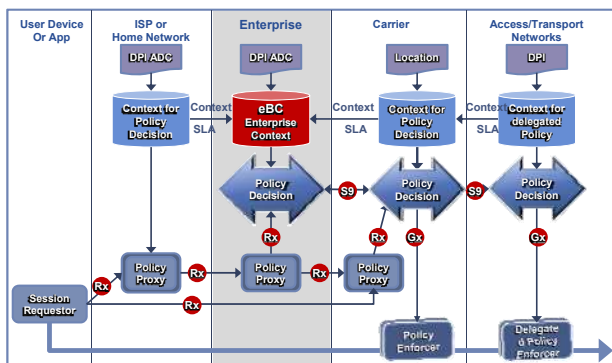 User Device
Or App
ISP or
Home Network
Enterprise
Carrier
Access/Transport
Networks
DPI/ADC
DPI/ADC
Location
DPI
Context for
Policy
Decision
Context
SLA
eBC
Enterprise
Context
Context
SLA
Context for
Policy
Decision
Context
SLA
Context for
delegated
Policy
Policy
Decision
S9
Policy
Decision
S9
Policy
Decision
Rx
Rx
Gx
Gx
Rx
Policy
Proxy
Rx
Policy
Proxy
Rx
Policy
Proxy
Session
Requestor
Rx
Policy
Enforcer
Delegate
d Policy
Enforcer